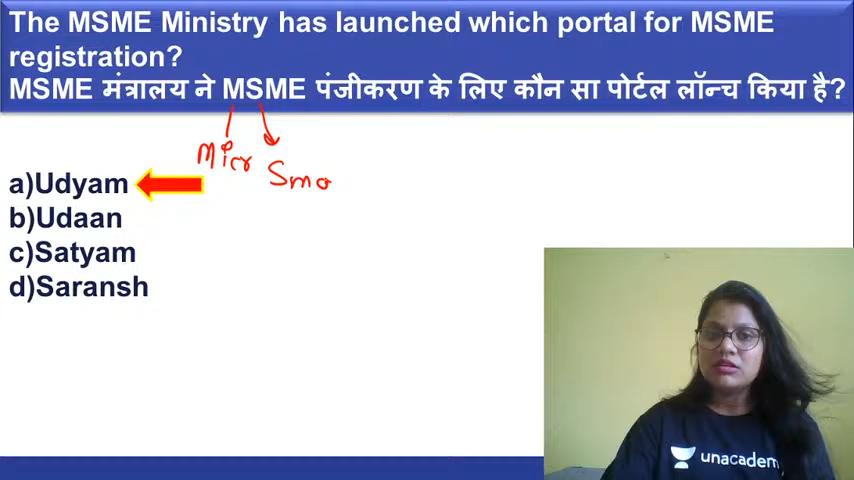 The MSME Ministry has launched which portal for MSME
registration?
MSME मंत्रालय ने MSME पंजीकरण के लिए कौन सा पोर्टल लॉन्च किया है?
Micr
Sma
a)Udyam
b)Udaan
c)Satyam
d)Saransh
unacadem